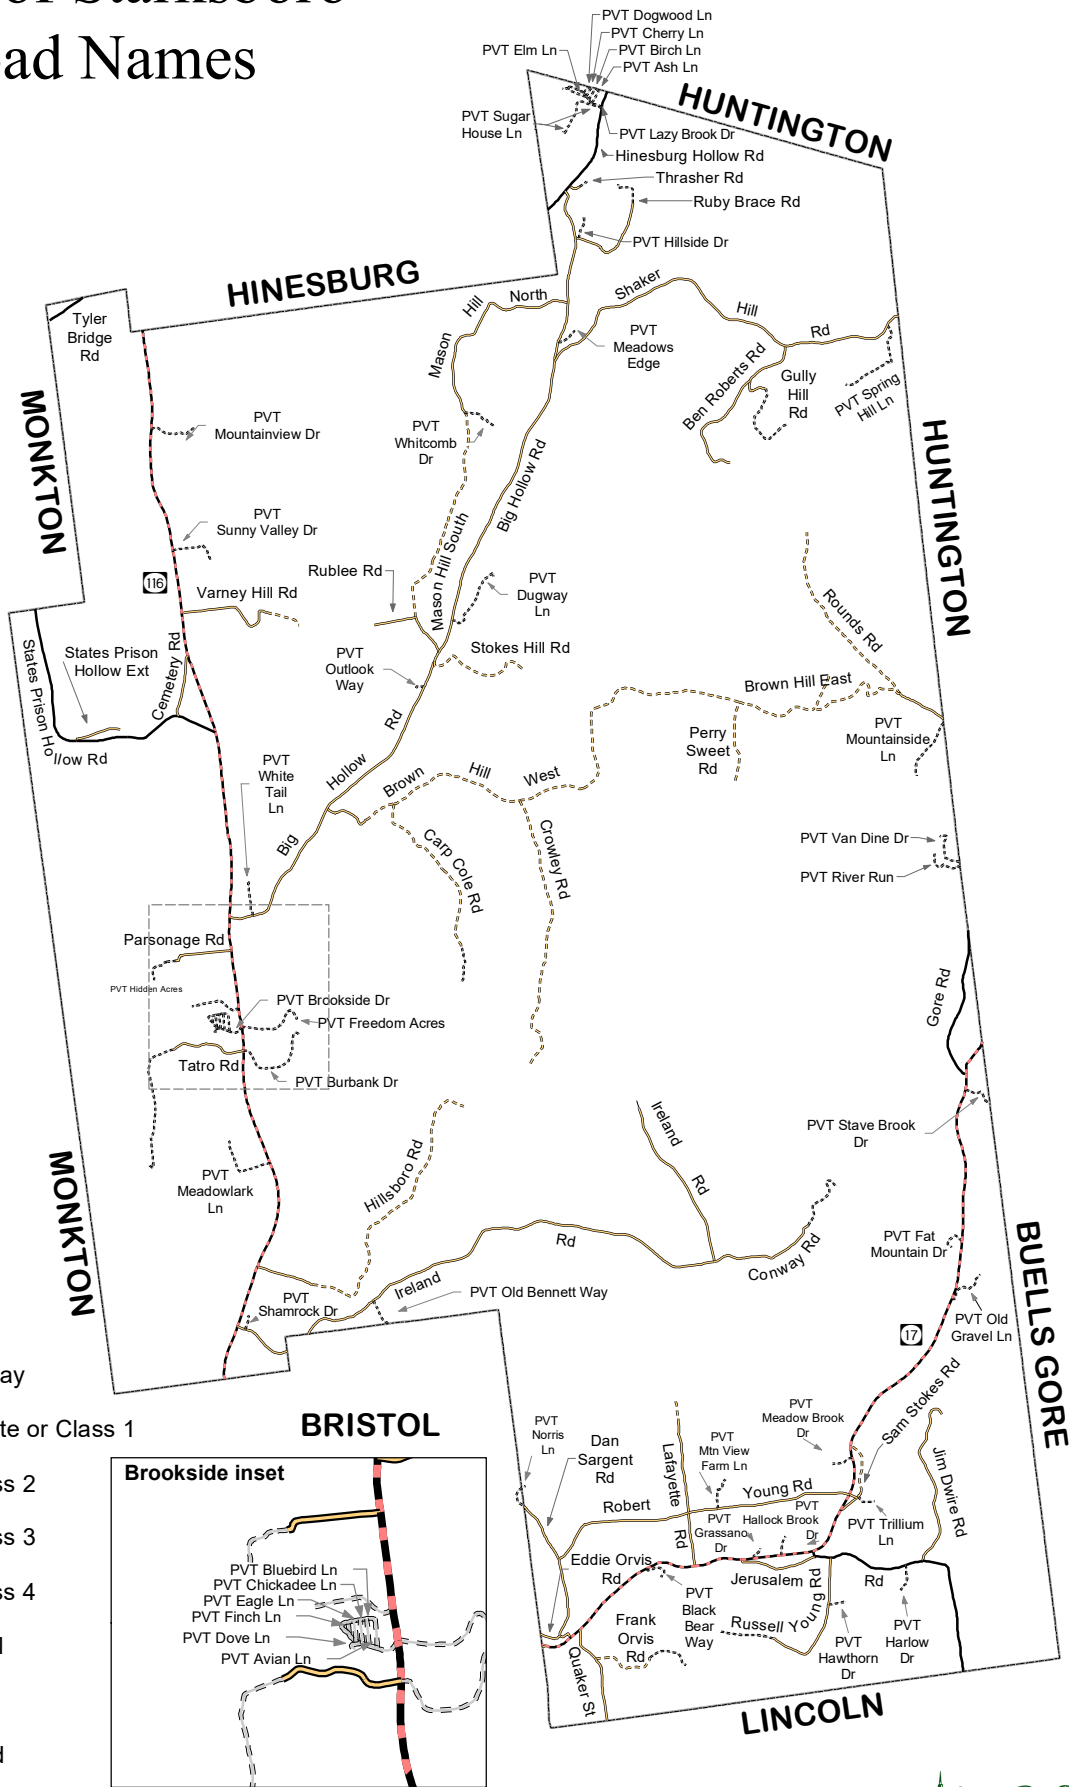 of Starksboro
ad Names
PVT Dogwood Ln
PVT Cherry Ln
PVT Elm Ln
PVT Birch Ln
PVT Ash Ln
HUNTINGTON
PVT Sugar
House Ln
PVT Lazy Brook Dr
Hinesburg Hollow Rd
Thrasher Rd
Ruby Brace Rd
PVT Hillside Dr
HINESBURG
Tyler
Bridge
Rd
Mason
Hill
North
Shaker
Hill
Rd
PVT
Meadows
Edge
Ben Roberts Rd
Gully
Hill
Rd
PVT Spring
Hill Ln
MONKTON
PVT
Mountainview Dr
PVT
Whitcomb
Dr
HUNTINGTON
Big Hollow Rd
PVT
Sunny Valley Dr
116
Mason Hill South
Rublee Rd
Varney Hill Rd
PVT
Dugway
Ln
Rounds Rd
States Prison Ho
llow Rd
States Prison
Hollow Ext
Cemetery Rd
PVT
Outlook
Way
Stokes Hill Rd
Brown Hill East
Perry
Sweet
Rd
PVT
Mountainside
Ln
PVT
White
Tail
Ln
Big
Hollow
Rd
Brown
Hill
West
Carp Cole Rd
Crowley Rd
PVT Van Dine Dr
PVT River Run
Parsonage Rd
PVT Hidden Acres
PVT Brookside Dr
PVT Freedom Acres
Tatro Rd
PVT Burbank Dr
Gore Rd
PVT Stave Brook
Dr
MONKTON
PVT
Meadowlark
Ln
Hillsboro Rd
Ireland
Rd
Rd
Conway Rd
PVT Fat
Mountain Dr
BUELLS GORE
PVT
Shamrock Dr
Ireland
PVT Old Bennett Way
PVT Old
Gravel Ln
17
ay
te or Class 1
ss 2
ss 3
ss 4
d
d
BRISTOL
PVT
Norris
Ln
Dan
Sargent
Rd
Lafayette
Rd
PVT
Mtn View
Farm Ln
PVT
Meadow Brook
Dr
Sam Stokes Rd
Jim Dwire Rd
Robert
Young Rd
PVT
Grassano
Dr
PVT
Hallock Brook
Dr
PVT Trillium
Ln
Eddie Orvis
Rd
Jerusalem
Rd
PVT
Black
Bear
Way
Frank
Orvis
Rd
Russell
Young Rd
PVT
Hawthorn
Dr
PVT
Harlow
Dr
Quaker St
LINCOLN
Brookside inset
PVT Bluebird Ln
PVT Chickadee Ln
PVT Eagle Ln
PVT Finch Ln
PVT Dove Ln
PVT Avian Ln